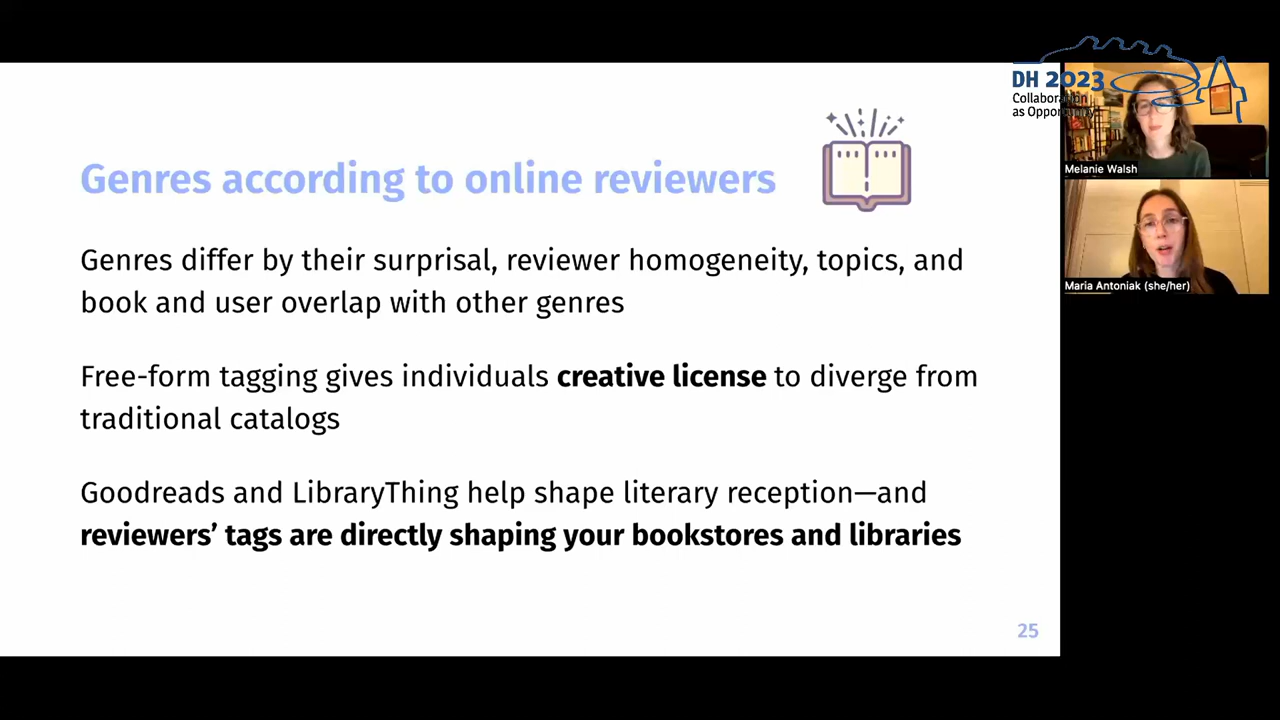 DH 2023
Collaboration
as Opportunity
Genres according to online reviewers
Genres differ by their surprisal, reviewer homogeneity, topics, and
book and user overlap with other genres
Free-form tagging gives individuals creative license to diverge from
traditional catalogs
Goodreads and LibraryThing help shape literary reception—and
reviewers’ tags are directly shaping your bookstores and libraries
25
Melanie Walsh
Maria Antoniak (she/her)